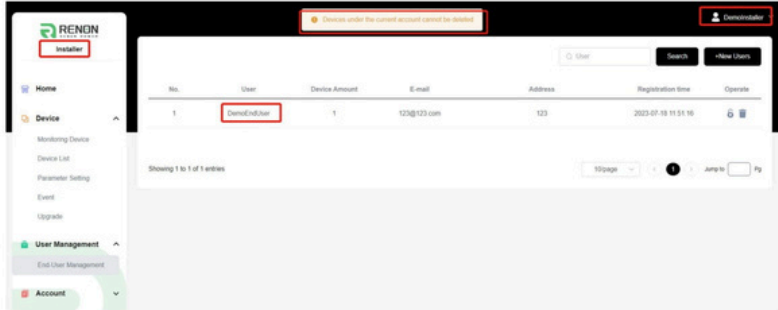 RENON
RENON POWER
Installer
Devices under the current account cannot be deleted
DemoInstaller
User
Search
+New Users
Home
Device
Monitoring Device
Device List
Parameter Setting
Event
Upgrade
User Management
End-User Management
Account
No. User Device Amount E-mail Address Registration time Operate
1 DemoEndUser 1 123@123.com 123 2023-07-18 11:51:16
Showing 1 to 1 of 1 entries
10/page
1
Jump to
Pg